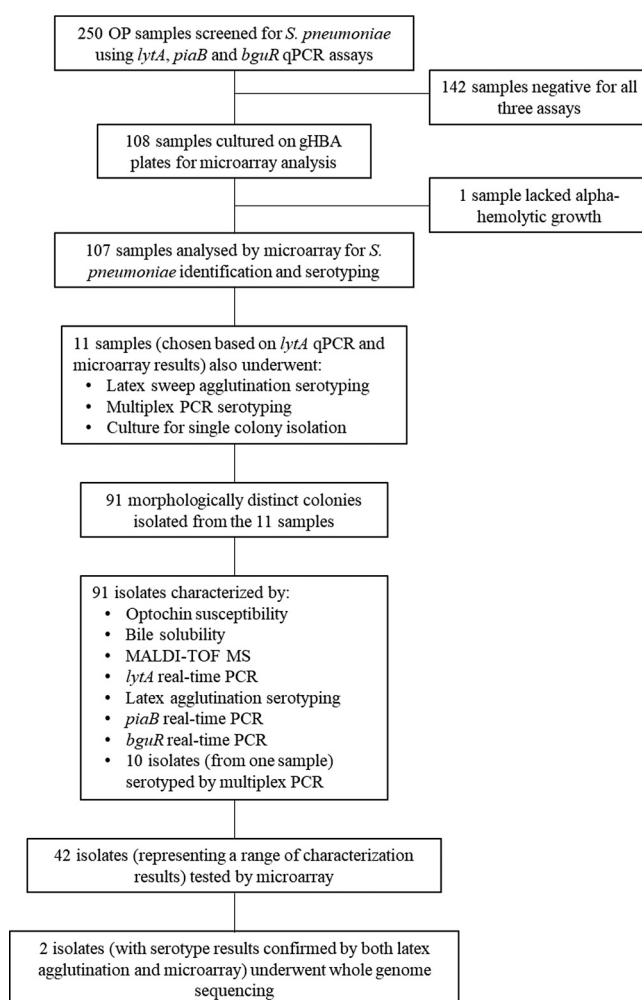 250 OP samples screened for S. pneumoniae
using lytA, piaB and bguR qPCR assays
142 samples negative for all
three assays
108 samples cultured on gHBA
plates for microarray analysis
1 sample lacked alpha-
hemolytic growth
107 samples analysed by microarray for S.
pneumoniae identification and serotyping
11 samples (chosen based on lytA qPCR and
microarray results) also underwent:
• Latex sweep agglutination serotyping
• Multiplex PCR serotyping
• Culture for single colony isolation
91 morphologically distinct colonies
isolated from the 11 samples
91 isolates characterized by:
• Optochin susceptibility
• Bile solubility
• MALDI-TOF MS
• lytA real-time PCR
• Latex agglutination serotyping
• piaB real-time PCR
• bguR real-time PCR
• 10 isolates (from one sample)
serotyped by multiplex PCR
42 isolates (representing a range of characterization
results) tested by microarray
2 isolates (with serotype results confirmed by both latex
agglutination and microarray) underwent whole genome
sequencing